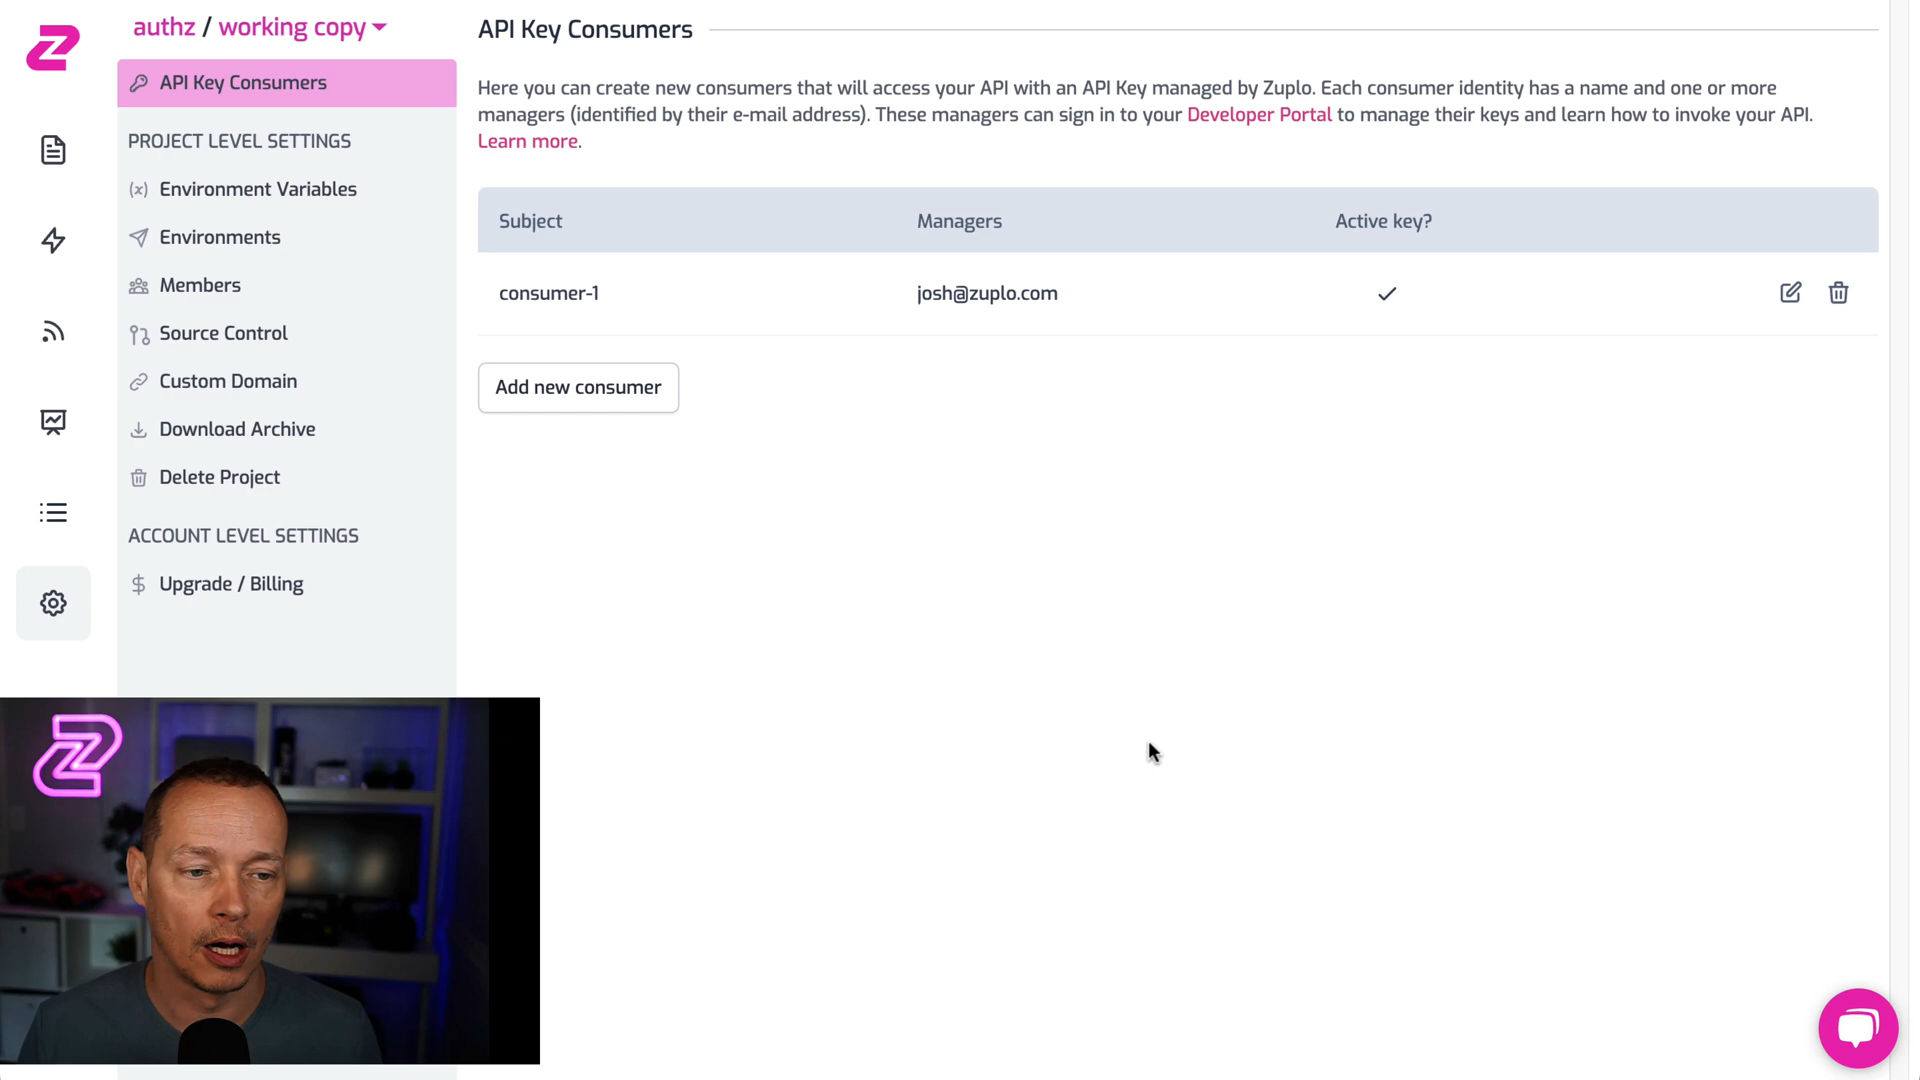 authz / working copy
API Key Consumers
PROJECT LEVEL SETTINGS
Environment Variables
Environments
Members
Source Control
Custom Domain
Download Archive
Delete Project
ACCOUNT LEVEL SETTINGS
Upgrade / Billing
API Key Consumers
Here you can create new consumers that will access your API with an API Key managed by Zuplo. Each consumer identity has a name and one or more
managers (identified by their e-mail address). These managers can sign in to your Developer Portal to manage their keys and learn how to invoke your API.
Learn more.
Subject Managers Active key?
consumer-1 josh@zuplo.com
Add new consumer